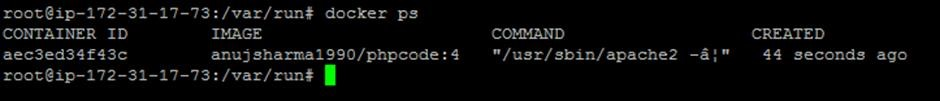 root@ip-172-31-17-73:/var/run# docker ps
CONTAINER ID        IMAGE                        COMMAND                  CREATED
aec3ed34f43c        anujsharma1990/phpcode:4     "/usr/sbin/apache2 -â¦"   44 seconds ago
root@ip-172-31-17-73:/var/run#